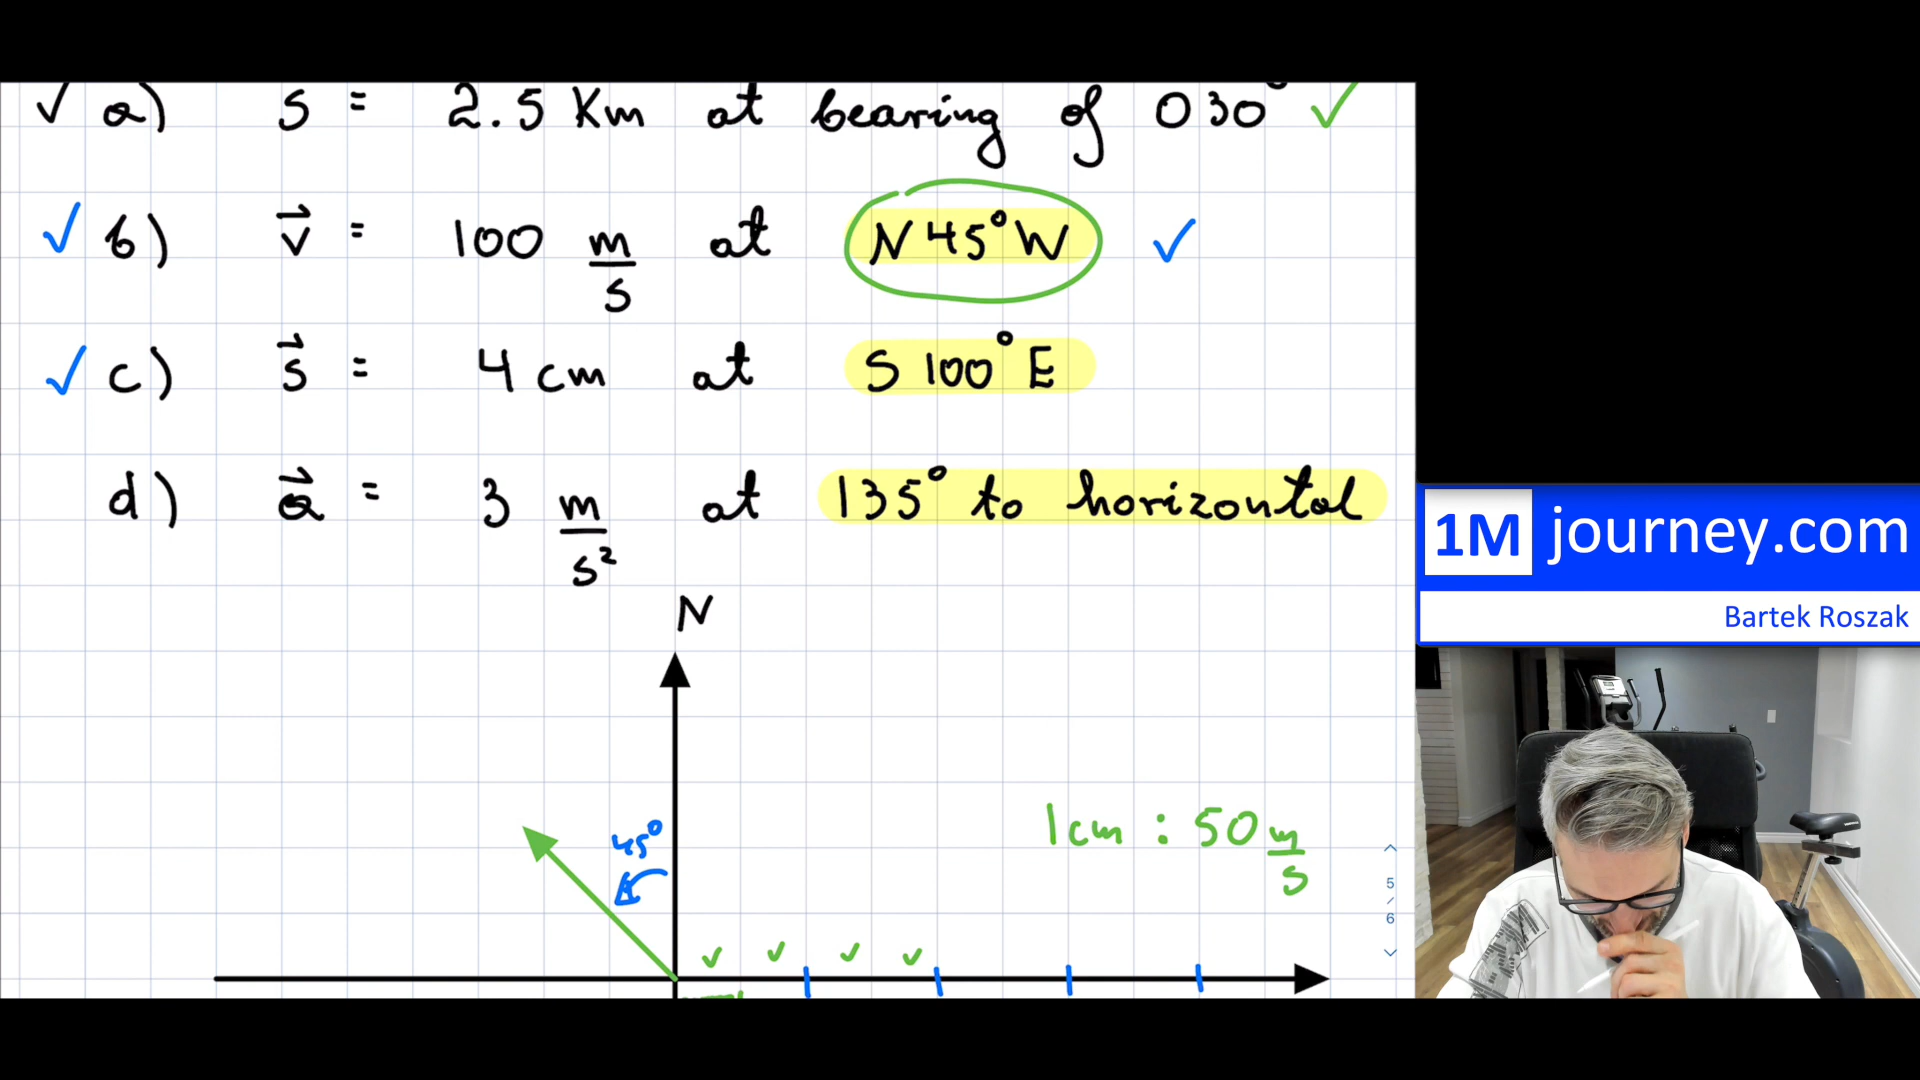 a) s = 2.5 Km at bearing of 030°
b) v⃗ = 100 m/s at N 45° W
c) s⃗ = 4 cm at S 100° E
d) a⃗ = 3 m/s² at 135° to horizontal
N
45°
1cm : 50 m/s
5
/
6
1M journey.com
Bartek Roszak